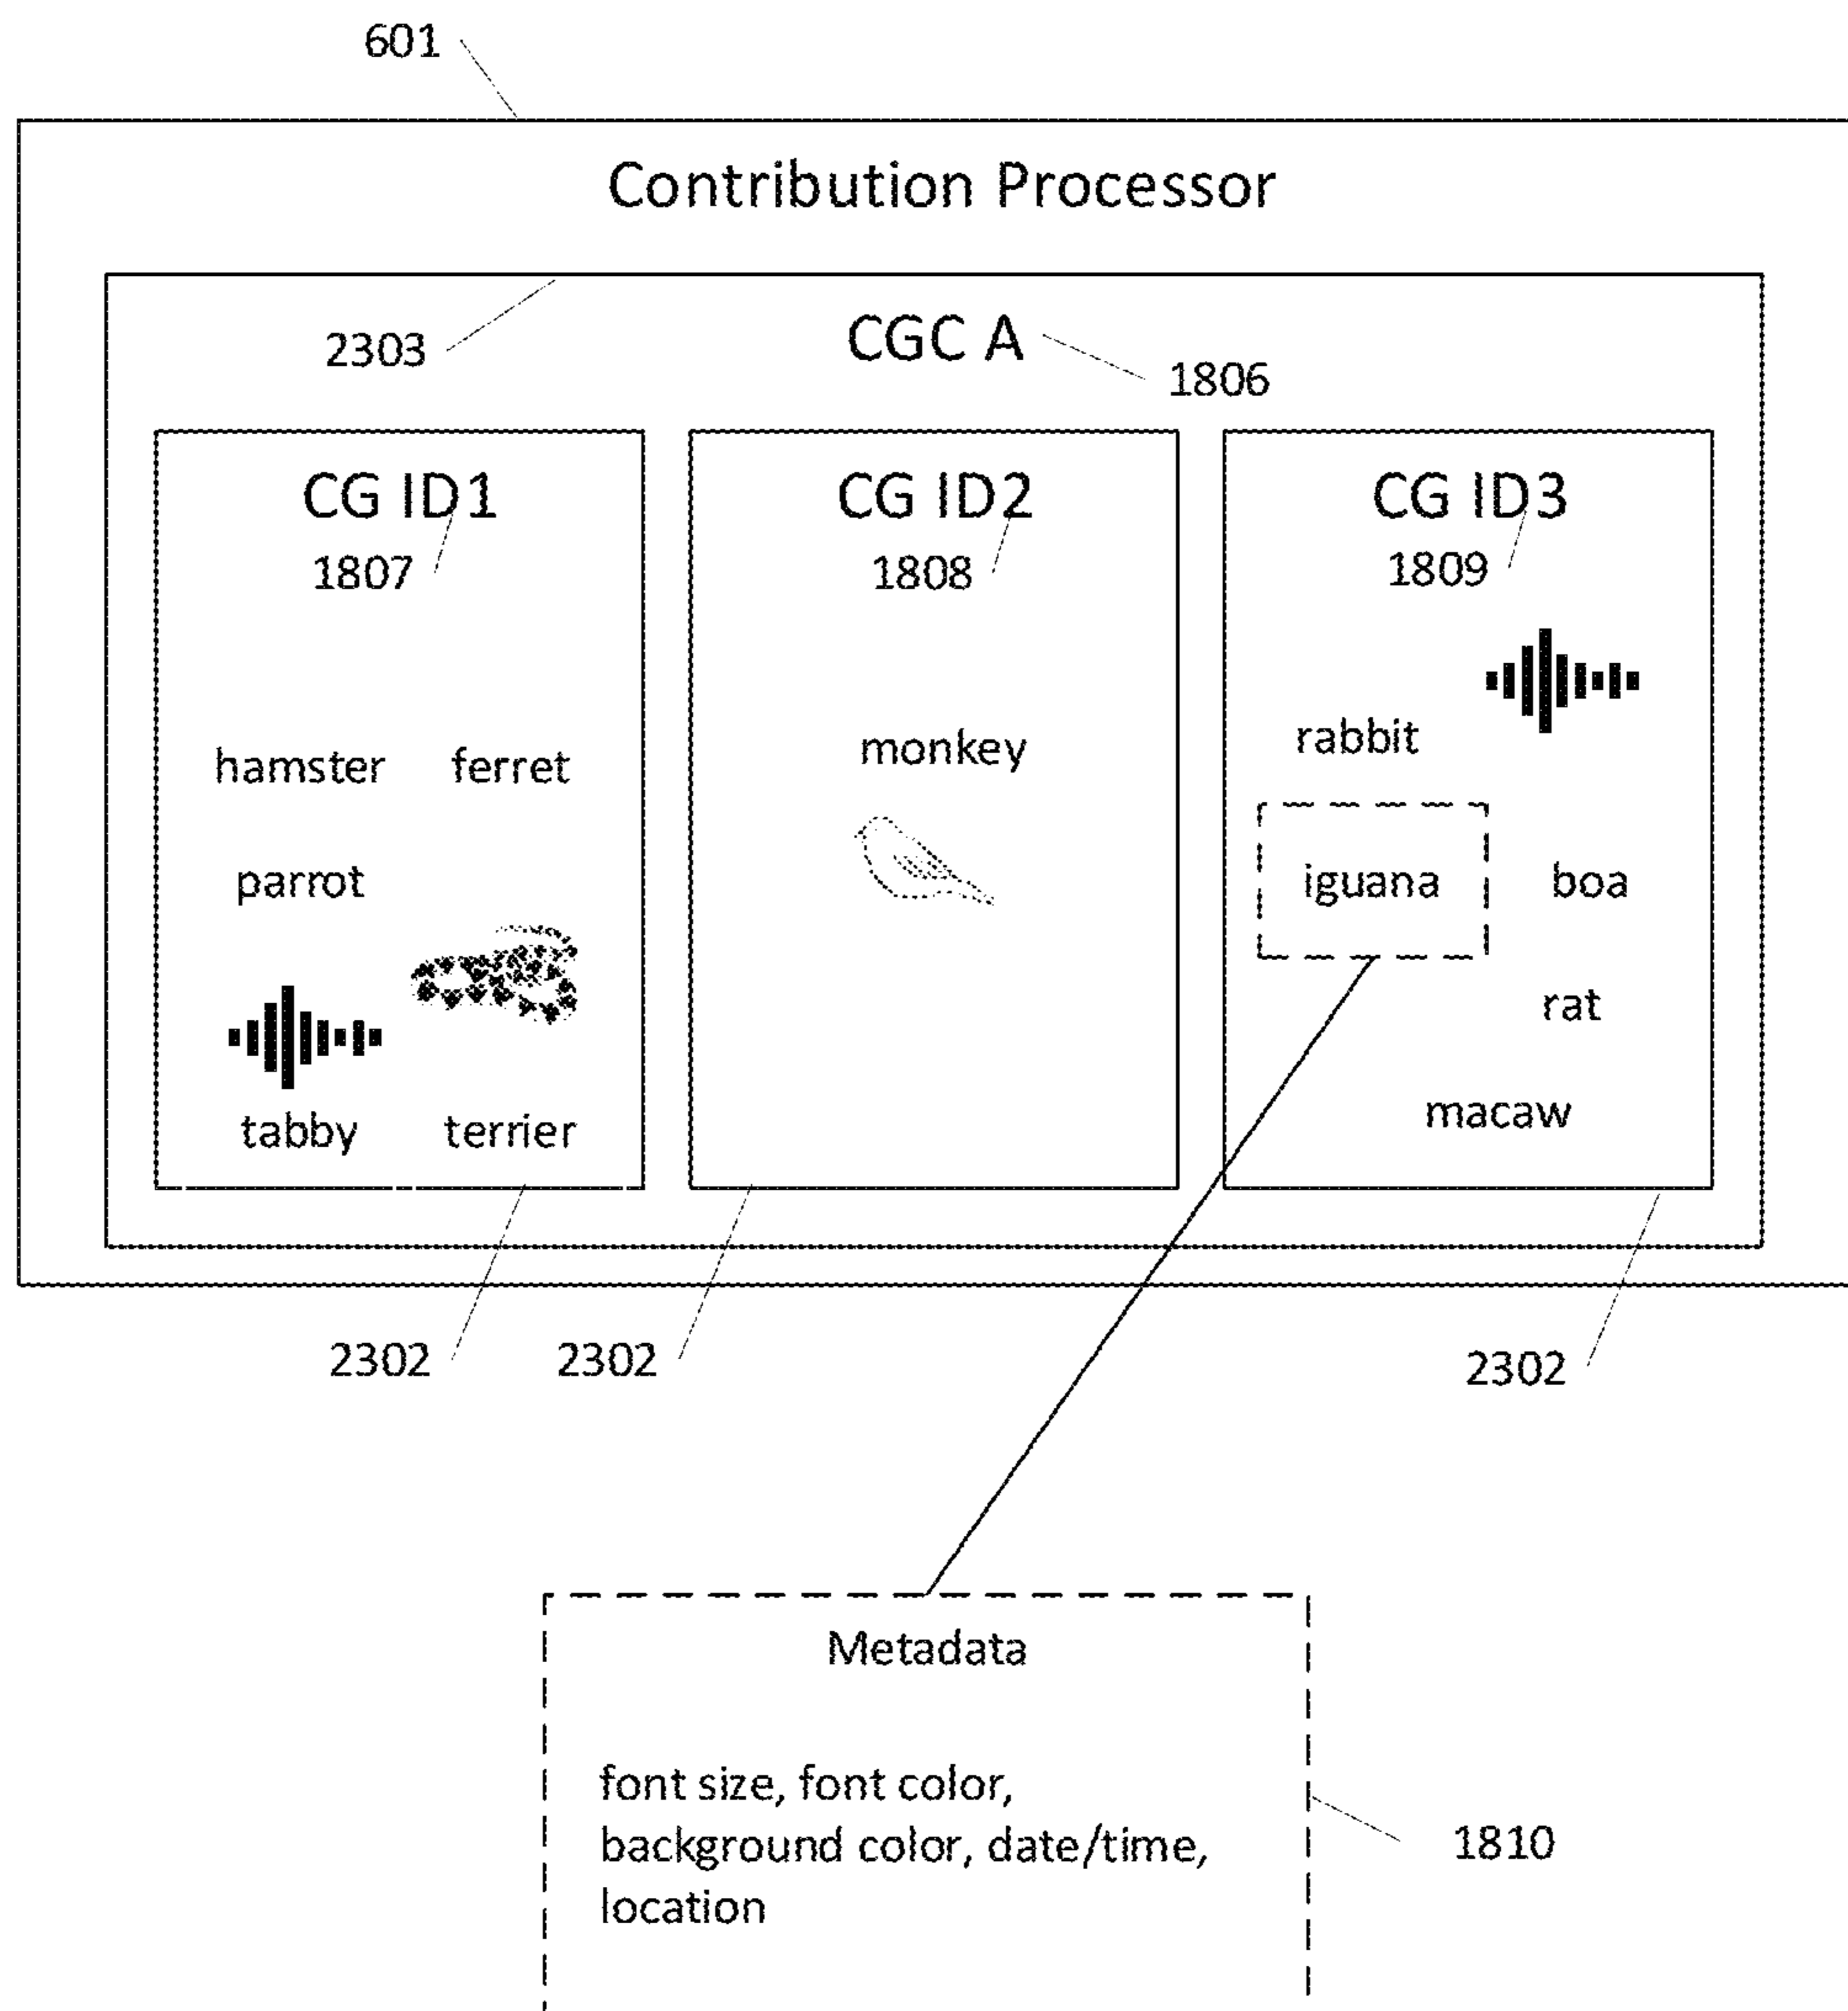 601
Contribution Processor
2303
CGC A
1806
CG ID1
1807
hamster ferret
parrot
tabby terrier
CG ID2
1808
monkey
CG ID3
1809
rabbit
iguana boa
rat
macaw
2302
2302
2302
Metadata
font size, font color,
background color, date/time,
location
1810